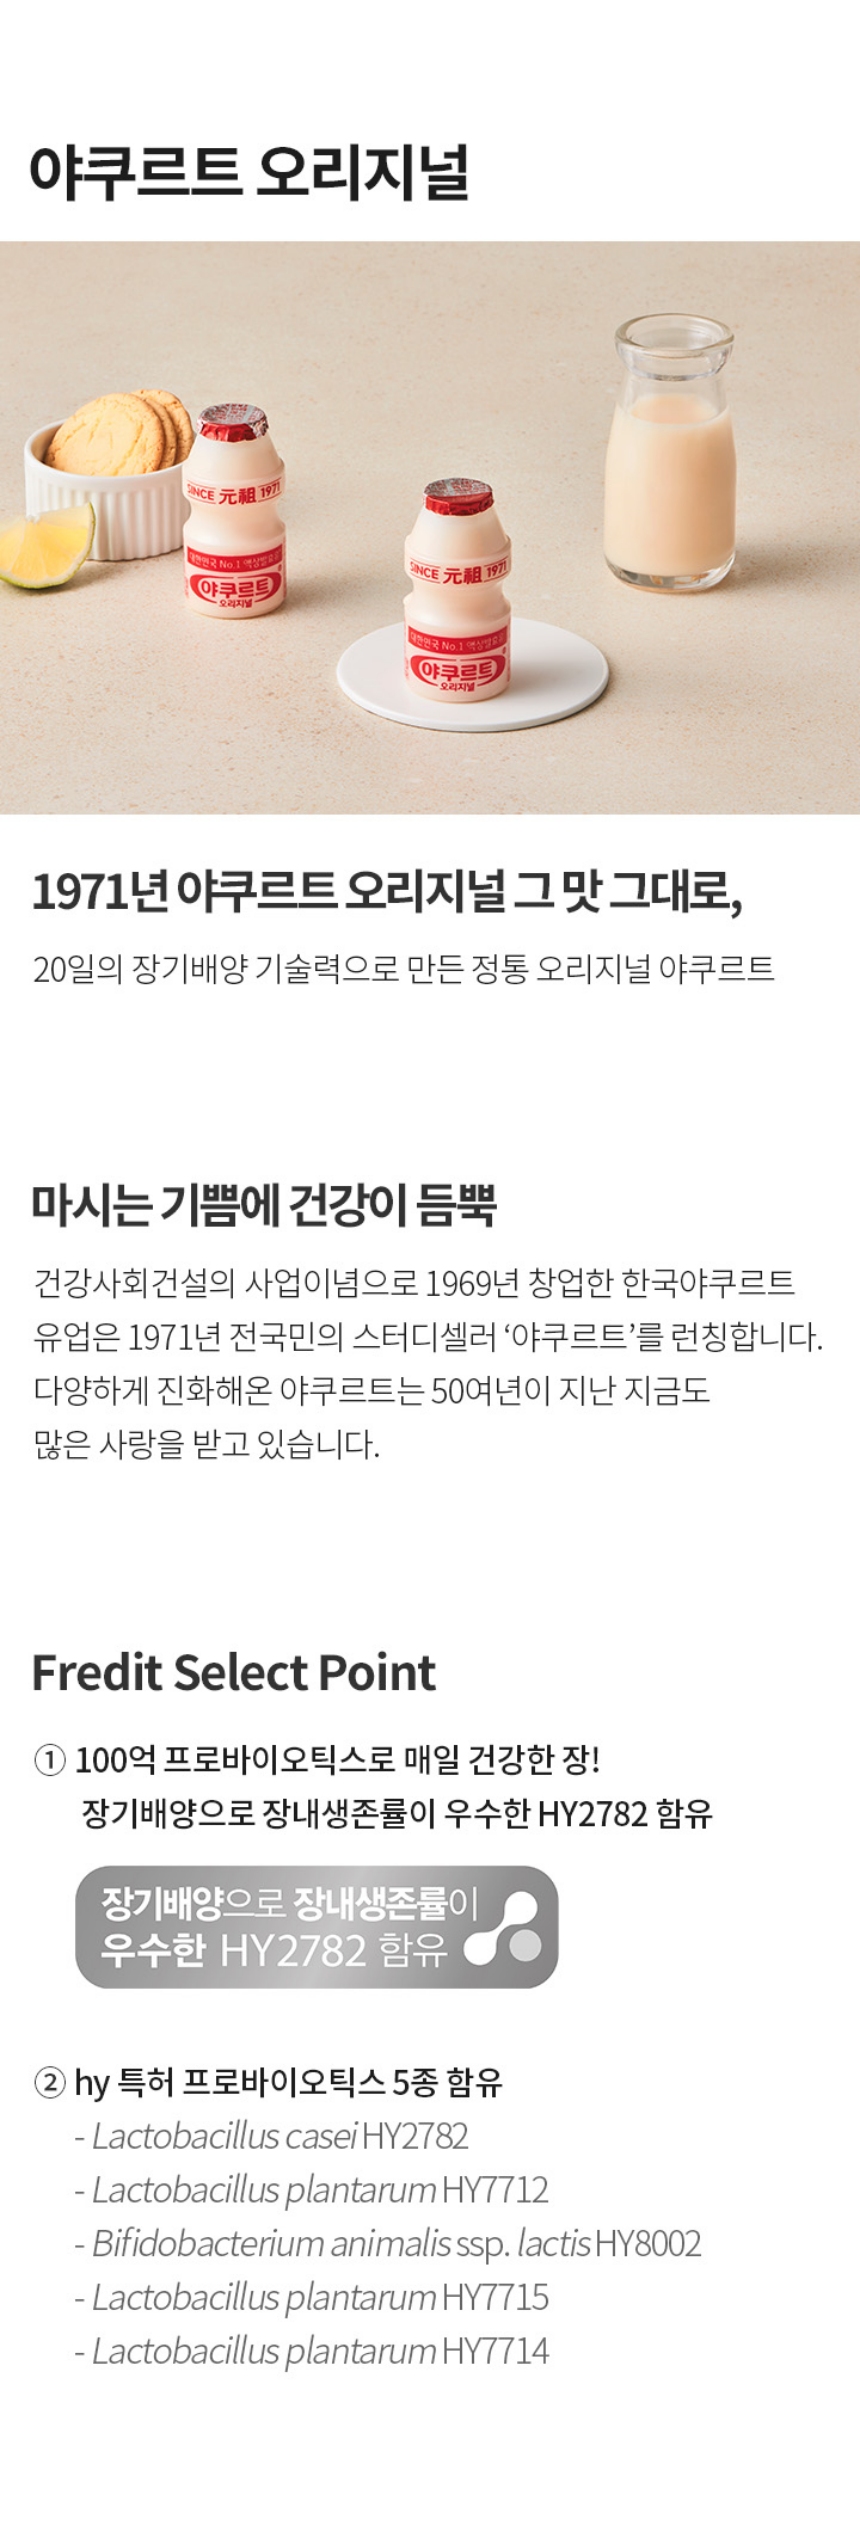 야쿠르트 오리지널
SINCE 元祖 1971
대한민국 No.1 액상발효유
야쿠르트
오리지널
SINCE 元祖 1971
대한민국 No.1 액상발효유
야쿠르트
오리지널
1971년 야쿠르트 오리지널 그 맛 그대로,
20일의 장기배양 기술력으로 만든 정통 오리지널 야쿠르트
마시는 기쁨에 건강이 듬뿍
건강사회건설의 사업이념으로 1969년 창업한 한국야쿠르트
유업은 1971년 전국민의 스터디셀러 ‘야쿠르트’를 런칭합니다.
다양하게 진화해온 야쿠르트는 50여년이 지난 지금도
많은 사랑을 받고 있습니다.
Fredit Select Point
① 100억 프로바이오틱스로 매일 건강한 장!
장기배양으로 장내생존률이 우수한 HY2782 함유
장기배양으로 장내생존률이
우수한 HY2782 함유
② hy 특허 프로바이오틱스 5종 함유
- Lactobacillus casei HY2782
- Lactobacillus plantarum HY7712
- Bifidobacterium animalis ssp. lactis HY8002
- Lactobacillus plantarum HY7715
- Lactobacillus plantarum HY7714